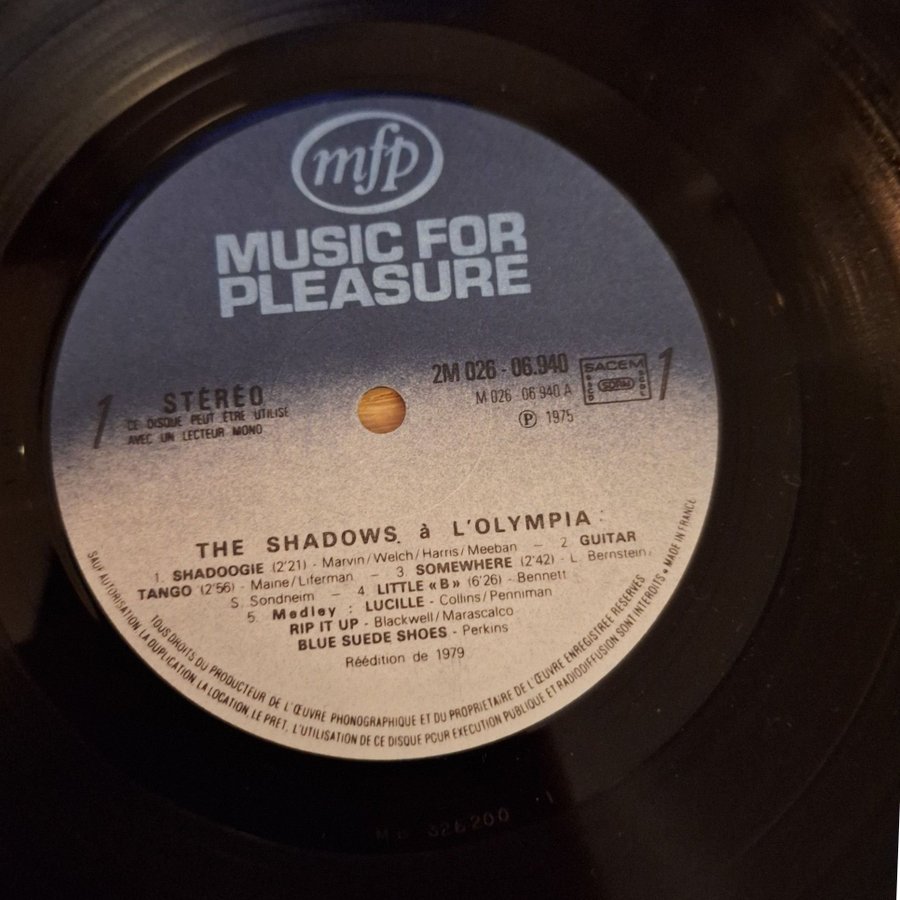 mfp
MUSIC FOR
PLEASURE
1
STÉRÉO
CE DISQUE PEUT ÊTRE UTILISÉ
AVEC UN LECTEUR MONO
2M 026 - 06.940
M 026 - 06 940 A
Ⓟ 1975
SACEM
SDRM
1
THE SHADOWS à L'OLYMPIA
1. SHADOOGIE (2'21) - Marvin/Welch/Harris/Meeban - 2 GUITAR
TANGO (2'56) - Maine/Liferman - 3 SOMEWHERE (2'42) - L. Bernstein,
S. Sondheim - 4 LITTLE «B» (6'26) - Bennett
5 Medley : LUCILLE - Collins/Penniman
RIP IT UP - Blackwell/Marascalco
BLUE SUEDE SHOES - Perkins
Réédition de 1979
TOUS DROITS DU PRODUCTEUR DE L'ŒUVRE PHONOGRAPHIQUE ET DU PROPRIETAIRE DE L'ŒUVRE ENREGISTREE RÉSERVÉS
SAUF AUTORISATION, LA DUPLICATION, LA LOCATION, LE PRET, L'UTILISATION DE CE DISQUE POUR EXECUTION PUBLIQUE ET RADIODIFFUSION SONT INTERDITS • MADE IN FRANCE